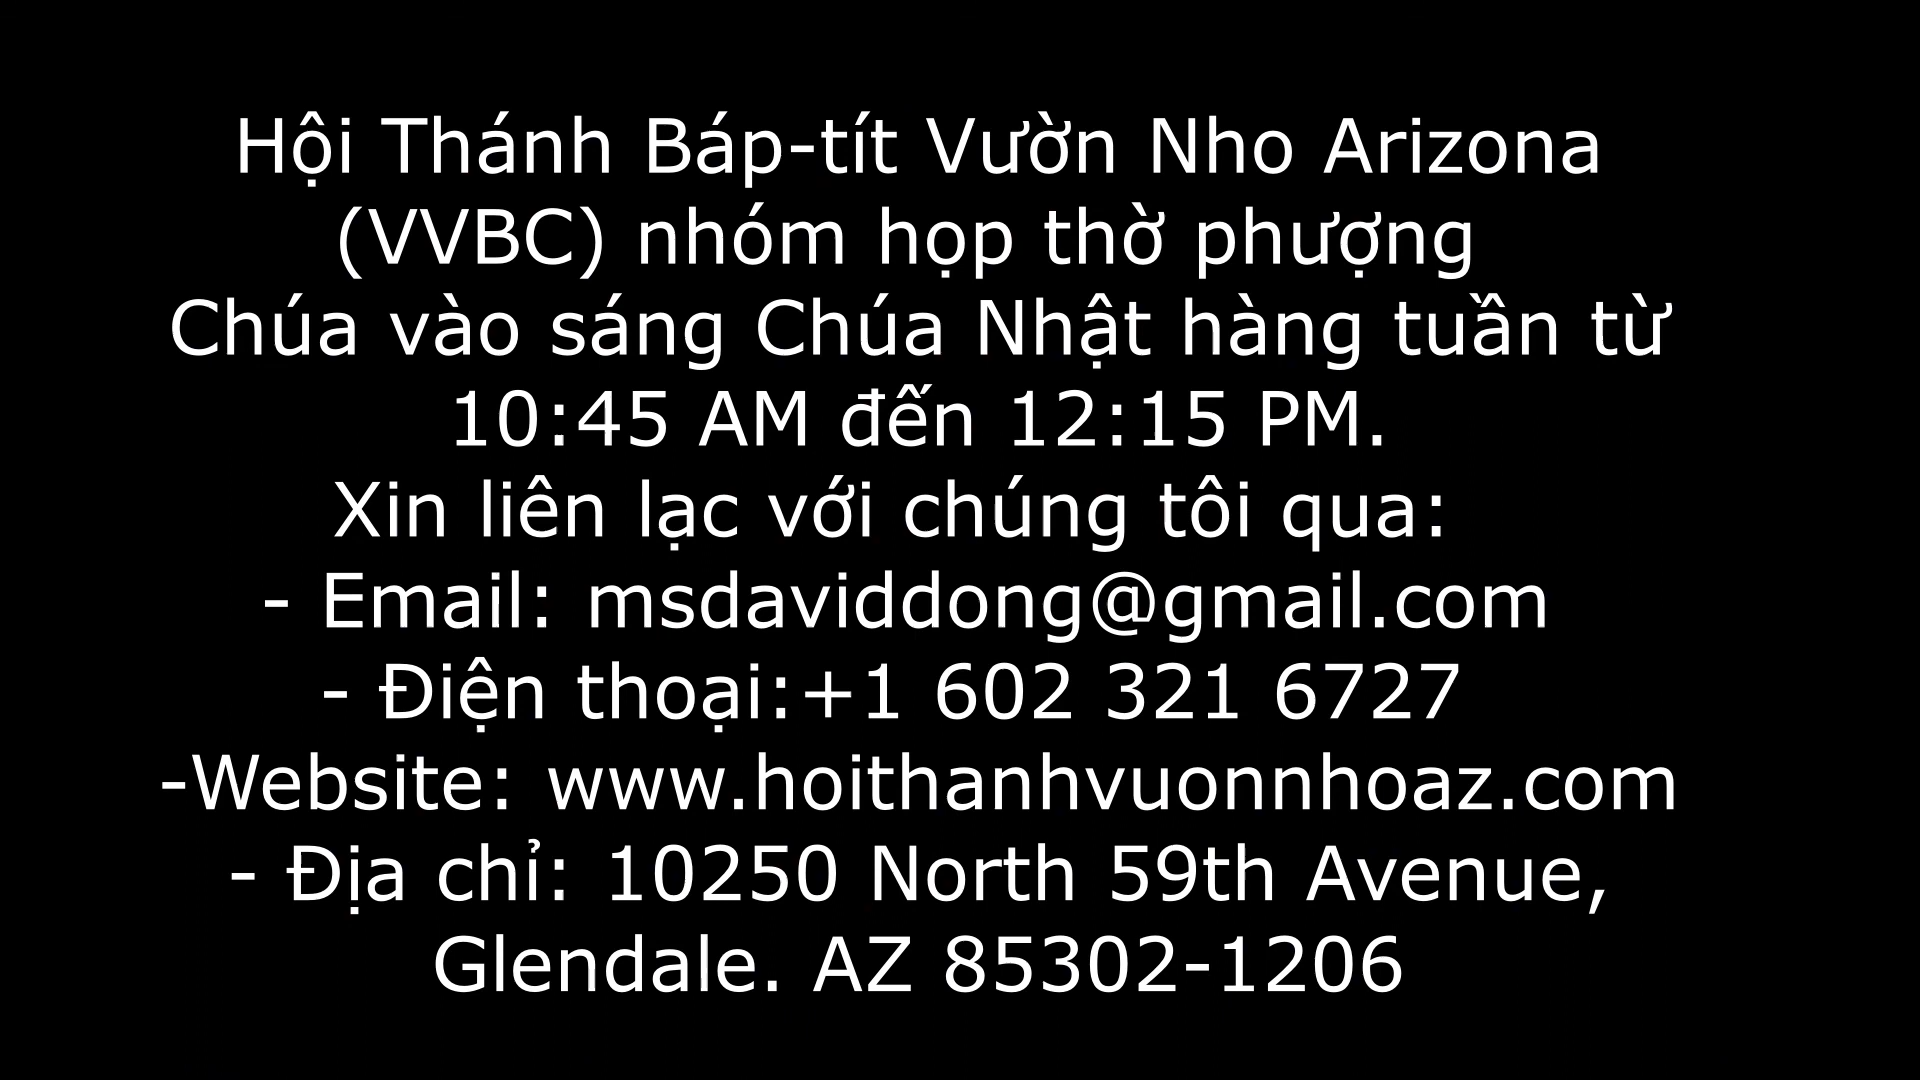 Hội Thánh Báp-tít Vườn Nho Arizona
(VVBC) nhóm họp thờ phượng
Chúa vào sáng Chúa Nhật hàng tuần từ
10:45 AM đến 12:15 PM.
Xin liên lạc với chúng tôi qua:
- Email: msdaviddong@gmail.com
- Điện thoại:+1 602 321 6727
-Website: www.hoithanhvuonnhoaz.com
- Địa chỉ: 10250 North 59th Avenue,
Glendale. AZ 85302-1206